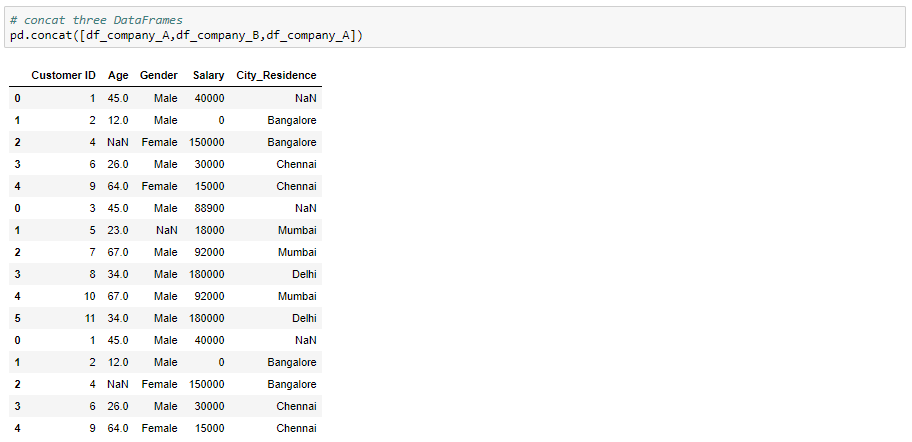 # concat three DataFrames
pd.concat([df_company_A,df_company_B,df_company_A])
Customer ID Age Gender Salary City_Residence
0 1 45.0 Male 40000 NaN
1 2 12.0 Male 0 Bangalore
2 4 NaN Female 150000 Bangalore
3 6 26.0 Male 30000 Chennai
4 9 64.0 Female 15000 Chennai
0 3 45.0 Male 88900 NaN
1 5 23.0 NaN 18000 Mumbai
2 7 67.0 Male 92000 Mumbai
3 8 34.0 Male 180000 Delhi
4 10 67.0 Male 92000 Mumbai
5 11 34.0 Male 180000 Delhi
0 1 45.0 Male 40000 NaN
1 2 12.0 Male 0 Bangalore
2 4 NaN Female 150000 Bangalore
3 6 26.0 Male 30000 Chennai
4 9 64.0 Female 15000 Chennai